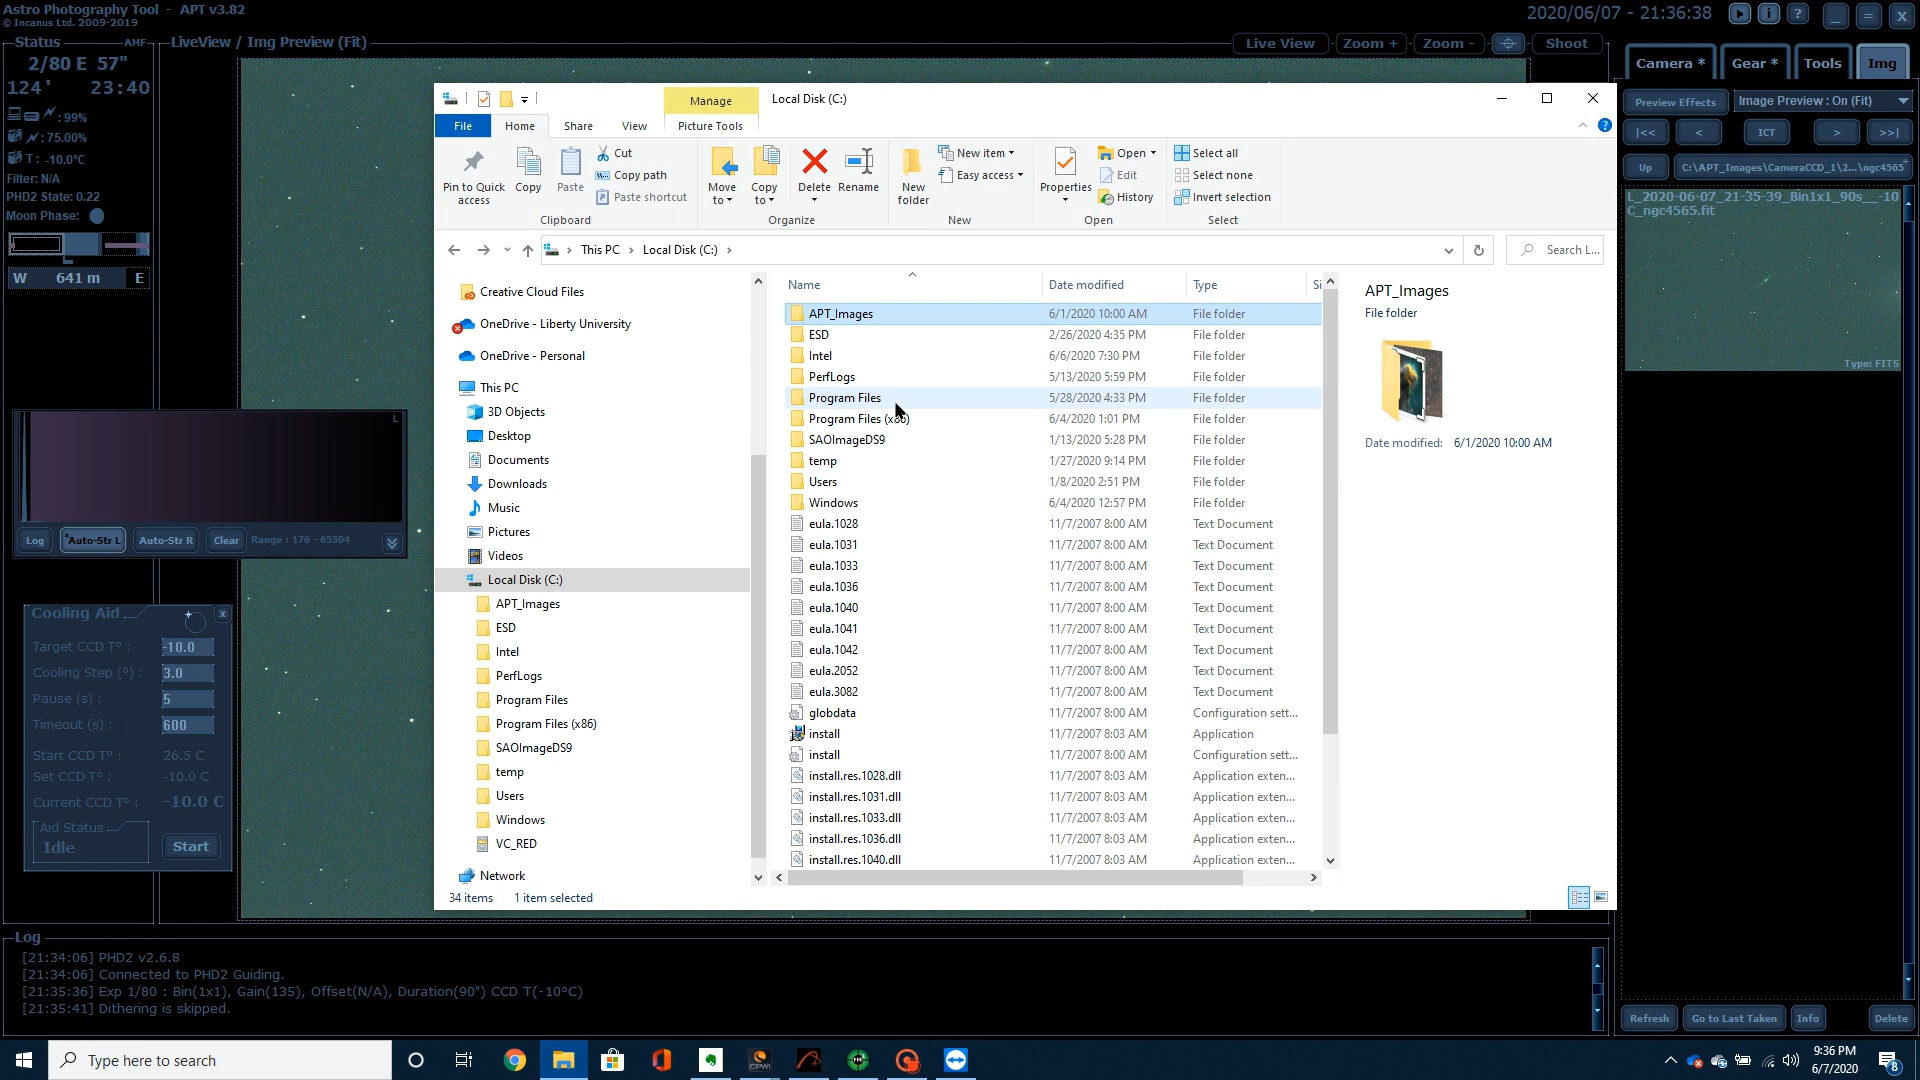 Astro Photography Tool - APT v3.82
© Incanus Ltd. 2009-2019
2020/06/07 - 21:36:38
Status
AMF
2/80 E 57"
124' 23:40
: 99%
: 75.00%
T : -10.0°C
Filter: N/A
PHD2 State: 0.22
Moon Phase:
W 641 m E
LiveView / Img Preview (Fit)
Live View
Zoom +
Zoom -
Shoot
Camera *
Gear *
Tools
Img
Preview Effects
Image Preview : On (Fit)
|<<
<
ICT
>
>>|
Up
C:\APT_Images\CameraCCD_1\2...\ngc4565
L_2020-06-07_21-35-39_Bin1x1_90s__-10
C_ngc4565.fit
Type: FITS
Manage
Local Disk (C:)
File
Home
Share
View
Picture Tools
Pin to Quick
access
Copy
Paste
Cut
Copy path
Paste shortcut
Clipboard
Move
to
Copy
to
Delete
Rename
Organize
New
folder
New item
Easy access
New
Properties
Open
Edit
History
Open
Select all
Select none
Invert selection
Select
This PC
Local Disk (C:)
Search L...
Creative Cloud Files
OneDrive - Liberty University
OneDrive - Personal
This PC
3D Objects
Desktop
Documents
Downloads
Music
Pictures
Videos
Local Disk (C:)
APT_Images
ESD
Intel
PerfLogs
Program Files
Program Files (x86)
SAOImageDS9
temp
Users
Windows
VC_RED
Network
Name Date modified Type Si
APT_Images 6/1/2020 10:00 AM File folder
ESD 2/26/2020 4:35 PM File folder
Intel 6/6/2020 7:30 PM File folder
PerfLogs 5/13/2020 5:59 PM File folder
Program Files 5/28/2020 4:33 PM File folder
Program Files (x86) 6/4/2020 1:01 PM File folder
SAOImageDS9 1/13/2020 5:28 PM File folder
temp 1/27/2020 9:14 PM File folder
Users 1/8/2020 2:51 PM File folder
Windows 6/4/2020 12:57 PM File folder
eula.1028 11/7/2007 8:00 AM Text Document
eula.1031 11/7/2007 8:00 AM Text Document
eula.1033 11/7/2007 8:00 AM Text Document
eula.1036 11/7/2007 8:00 AM Text Document
eula.1040 11/7/2007 8:00 AM Text Document
eula.1041 11/7/2007 8:00 AM Text Document
eula.1042 11/7/2007 8:00 AM Text Document
eula.2052 11/7/2007 8:00 AM Text Document
eula.3082 11/7/2007 8:00 AM Text Document
globdata 11/7/2007 8:00 AM Configuration sett...
install 11/7/2007 8:03 AM Application
install 11/7/2007 8:00 AM Configuration sett...
install.res.1028.dll 11/7/2007 8:03 AM Application exten...
install.res.1031.dll 11/7/2007 8:03 AM Application exten...
install.res.1033.dll 11/7/2007 8:03 AM Application exten...
install.res.1036.dll 11/7/2007 8:03 AM Application exten...
install.res.1040.dll 11/7/2007 8:03 AM Application exten...
APT_Images
File folder
Date modified: 6/1/2020 10:00 AM
34 items 1 item selected
L
Log
*Auto-Str L
Auto-Str R
Clear
Range : 176 - 65504
Cooling Aid
x
Target CCD T° : -10.0
Cooling Step (°) : 3.0
Pause (s) : 5
Timeout (s) : 600
Start CCD T° : 26.5 C
Set CCD T° : -10.0 C
Current CCD T° : -10.0 C
Aid Status
Idle
Start
Log
[21:34:06] PHD2 v2.6.8
[21:34:06] Connected to PHD2 Guiding.
[21:35:36] Exp 1/80 : Bin(1x1), Gain(135), Offset(N/A), Duration(90") CCD T(-10°C)
[21:35:41] Dithering is skipped.
Refresh
Go to Last Taken
Info
Delete
Type here to search
CPWI
9:36 PM
6/7/2020
8